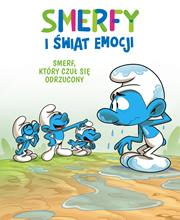 SMERFY
I ŚWIAT EMOCJI
SMERF,
KTÓRY CZUŁ SIĘ
ODRZUCONY